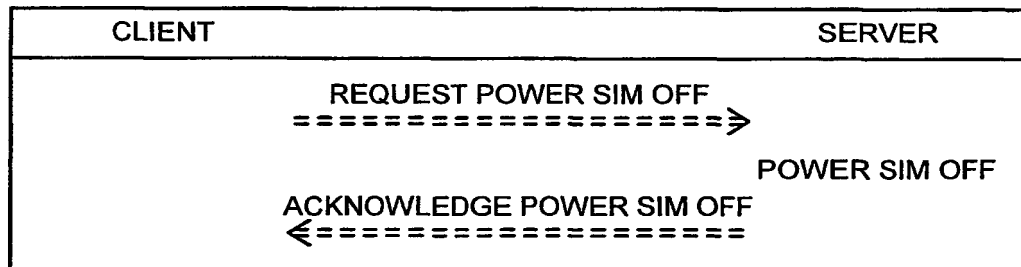 CLIENT SERVER
REQUEST POWER SIM OFF
POWER SIM OFF
ACKNOWLEDGE POWER SIM OFF